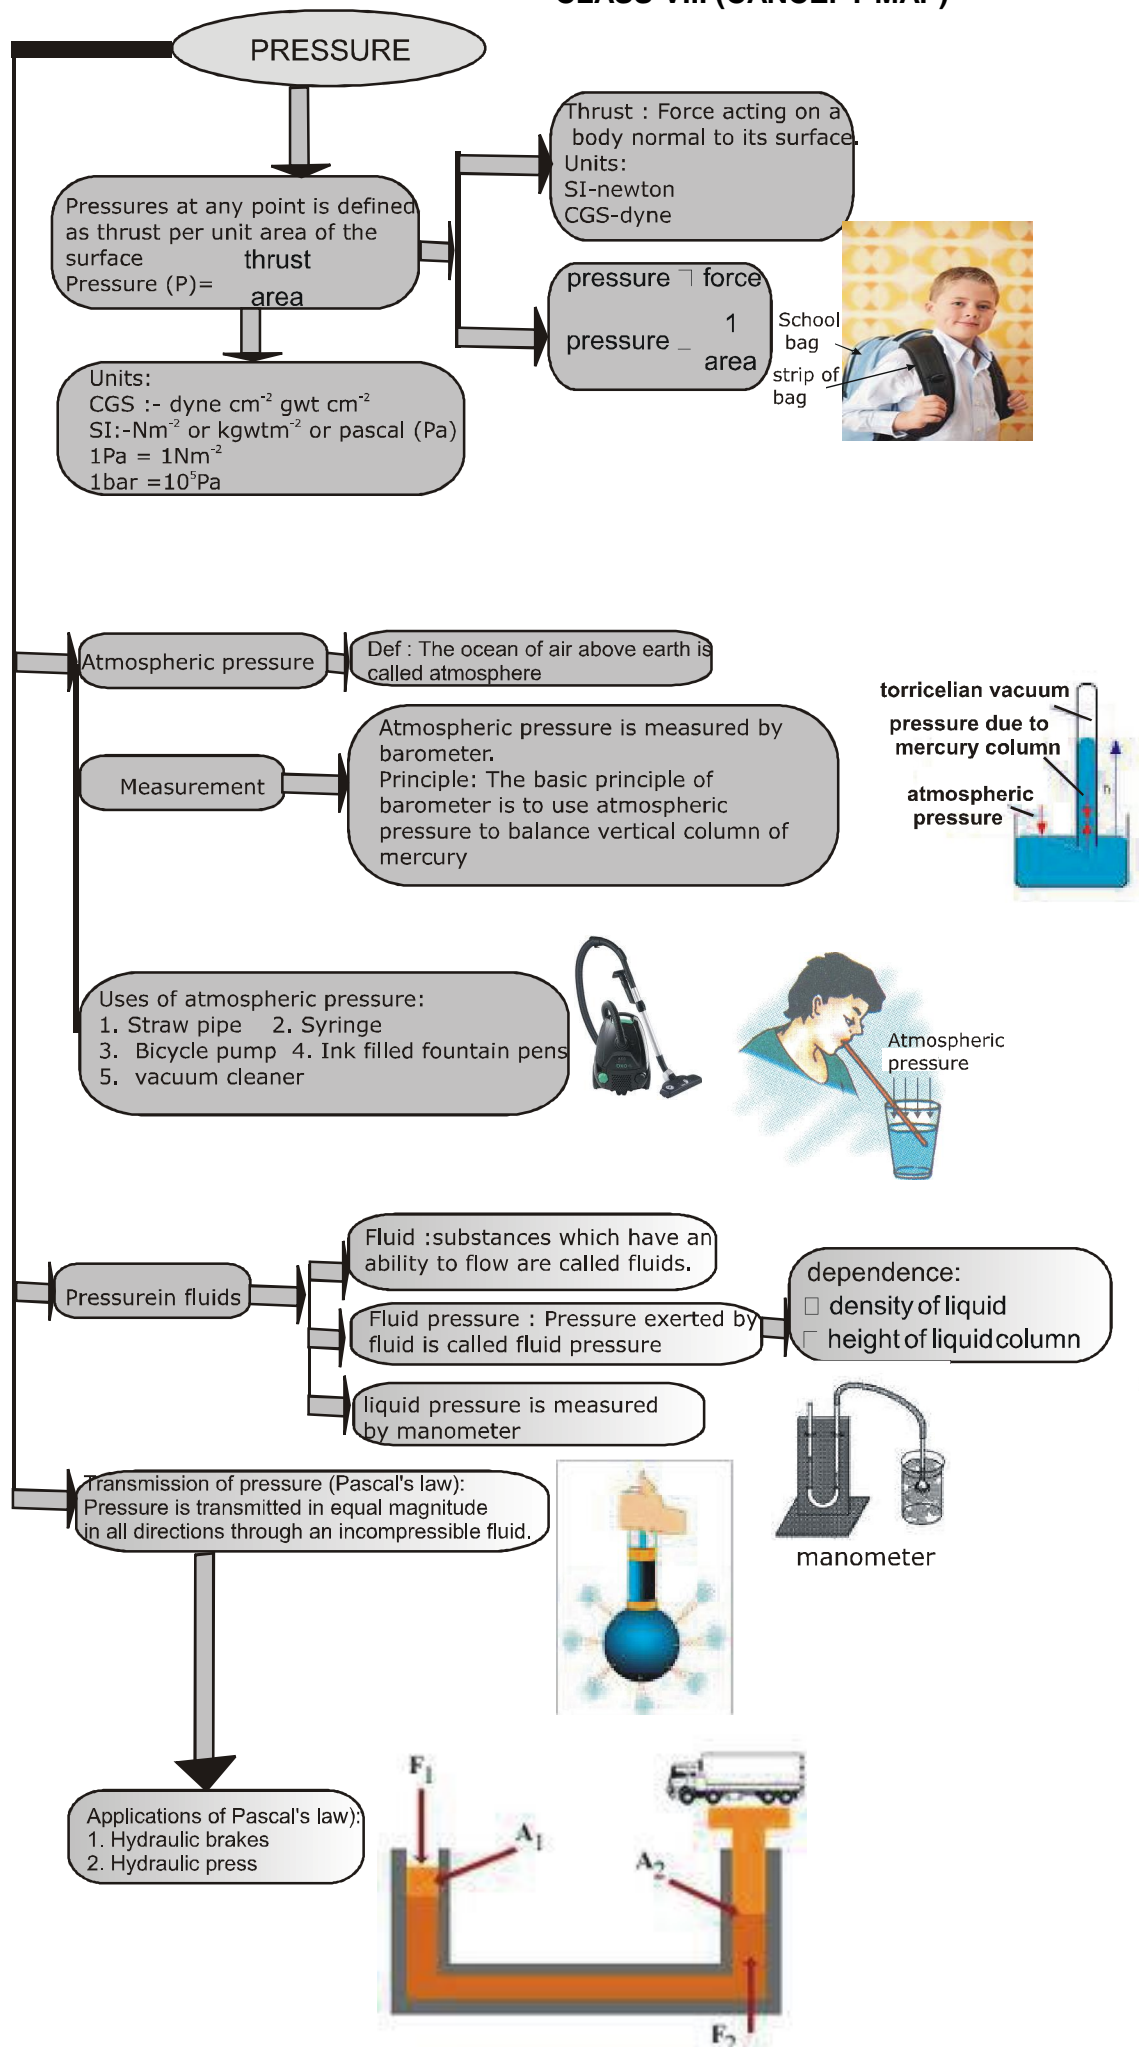 PRESSURE
Thrust : Force acting on a
body normal to its surface.
Units:
SI-newton
CGS-dyne
Pressures at any point is defined
as thrust per unit area of the
surface
thrust
Pressure (P)=
area
pressure force
pressure 1
area
School
bag
strip of
bag
Units:
CGS :- dyne cm⁻² gwt cm⁻²
SI:-Nm⁻² or kgwtm⁻² or pascal (Pa)
1Pa = 1Nm⁻²
1bar =10⁵Pa
Atmospheric pressure
Def : The ocean of air above earth is
called atmosphere
Measurement
Atmospheric pressure is measured by
barometer.
Principle: The basic principle of
barometer is to use atmospheric
pressure to balance vertical column of
mercury
torricelian vacuum
pressure due to
mercury column
atmospheric
pressure
h
Uses of atmospheric pressure:
1. Straw pipe 2. Syringe
3. Bicycle pump 4. Ink filled fountain pens
5. vacuum cleaner
Atmospheric
pressure
Pressurein fluids
Fluid :substances which have an
ability to flow are called fluids.
Fluid pressure : Pressure exerted by
fluid is called fluid pressure
dependence:
density of liquid
height of liquid column
liquid pressure is measured
by manometer
manometer
Transmission of pressure (Pascal's law):
Pressure is transmitted in equal magnitude
in all directions through an incompressible fluid.
Applications of Pascal's law):
1. Hydraulic brakes
2. Hydraulic press
F₁
A₁
A₂
F₂